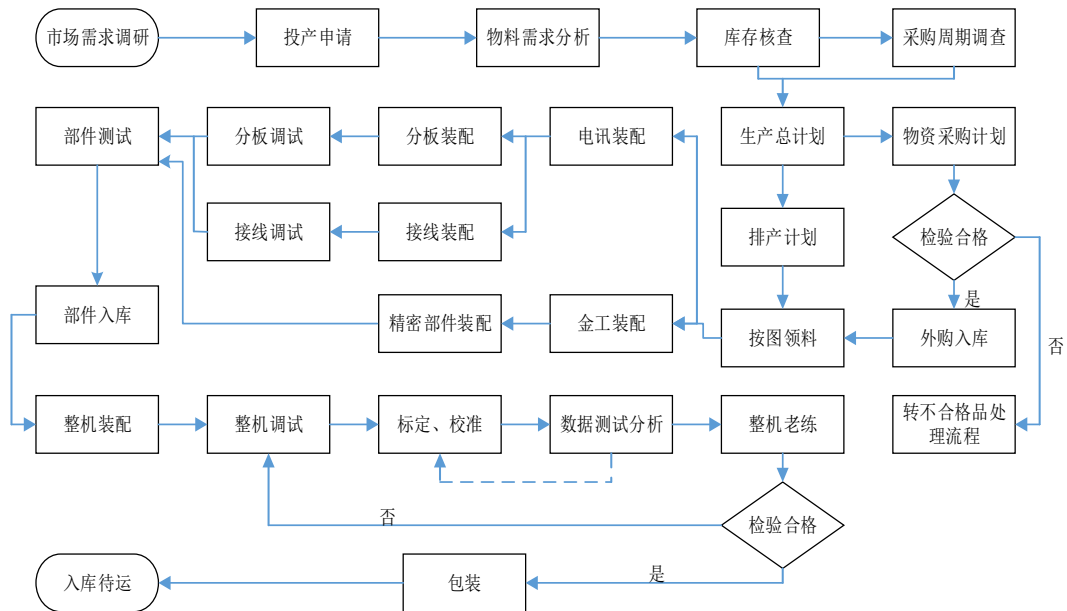 市场需求调研
投产申请
物料需求分析
库存核查
采购周期调查
部件测试
分板调试
分板装配
电讯装配
生产总计划
物资采购计划
接线调试
接线装配
排产计划
检验合格
是
否
部件入库
精密部件装配
金工装配
按图领料
外购入库
整机装配
整机调试
标定、校准
数据测试分析
整机老练
转不合格品处
理流程
否
检验合格
是
入库待运
包装